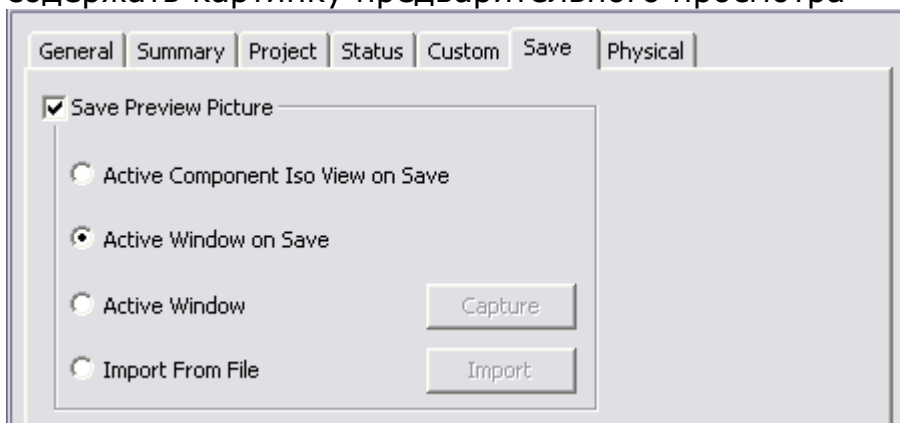 содержать картинку предварительного просмотра
General Summary Project Status Custom Save Physical
Save Preview Picture
Active Component Iso View on Save
Active Window on Save
Active Window Capture
Import From File Import